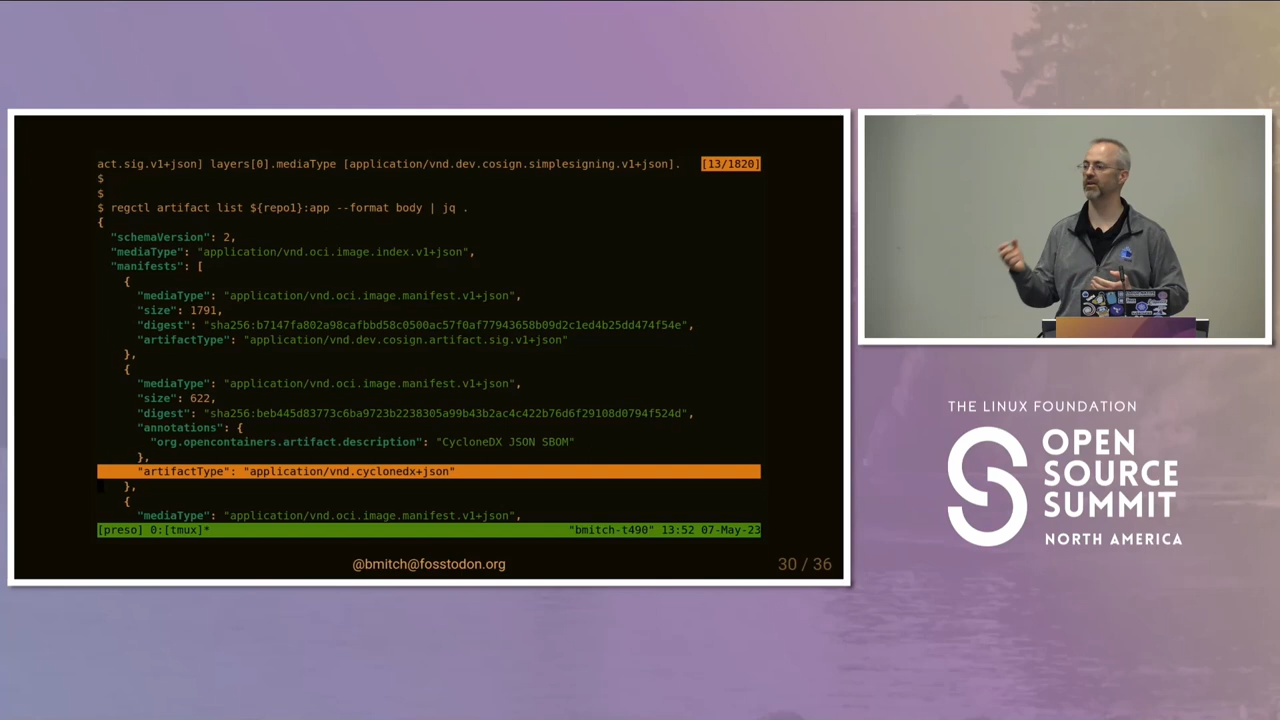 act.sig.v1+json] layers[0].mediaType [application/vnd.dev.cosign.simplesigning.v1+json]. [13/1820]
$
$
$ regctl artifact list ${repo1}:app --format body | jq .
{
"schemaVersion": 2,
"mediaType": "application/vnd.oci.image.index.v1+json",
"manifests": [
{
"mediaType": "application/vnd.oci.image.manifest.v1+json",
"size": 1791,
"digest": "sha256:b7147fa802a98cafbbd58c0500ac57f0af77943658b09d2c1ed4b25dd474f54e",
"artifactType": "application/vnd.dev.cosign.artifact.sig.v1+json"
},
{
"mediaType": "application/vnd.oci.image.manifest.v1+json",
"size": 622,
"digest": "sha256:beb445d83773c6ba9723b2238305a99b43b2ac4c422b76d6f29108d0794f524d",
"annotations": {
"org.opencontainers.artifact.description": "CycloneDX JSON SBOM"
},
"artifactType": "application/vnd.cyclonedx+json"
},
{
"mediaType": "application/vnd.oci.image.manifest.v1+json",
[preso] 0:[tmux]* "bmitch-t490" 13:52 07-May-23
@bmitch@fosstodon.org
30 / 36
THE LINUX FOUNDATION
OPEN
SOURCE
SUMMIT
NORTH AMERICA